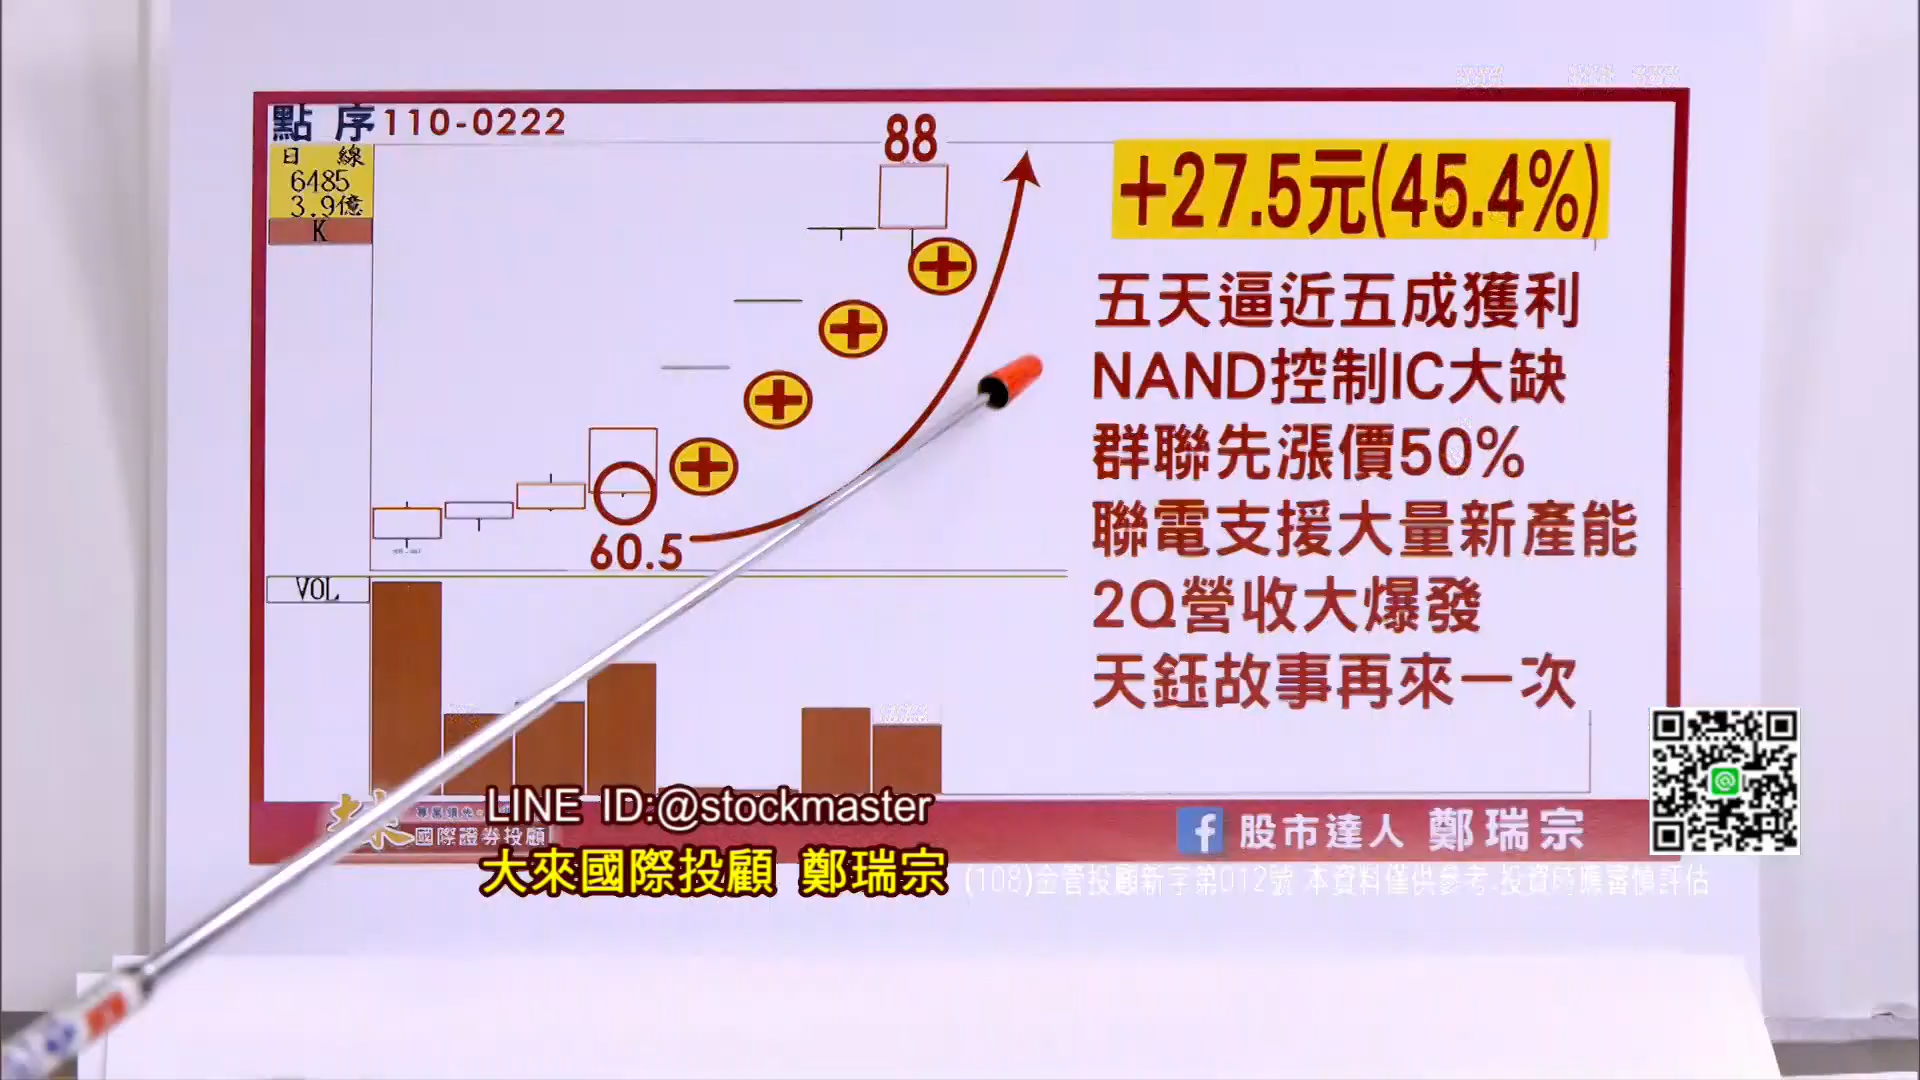 點 序 110-0222
日 線
6485
3.9億
K
88
60.5
VOL
+27.5元(45.4%)
五天逼近五成獲利
NAND控制IC大缺
群聯先漲價50%
聯電支援大量新產能
2Q營收大爆發
天鈺故事再來一次
國際證券投顧
LINE ID:@stockmaster
大來國際投顧 鄭瑞宗
股市達人 鄭瑞宗
(108)金管投顧新字第012號 本資料僅供參考.投資時應審慎評估